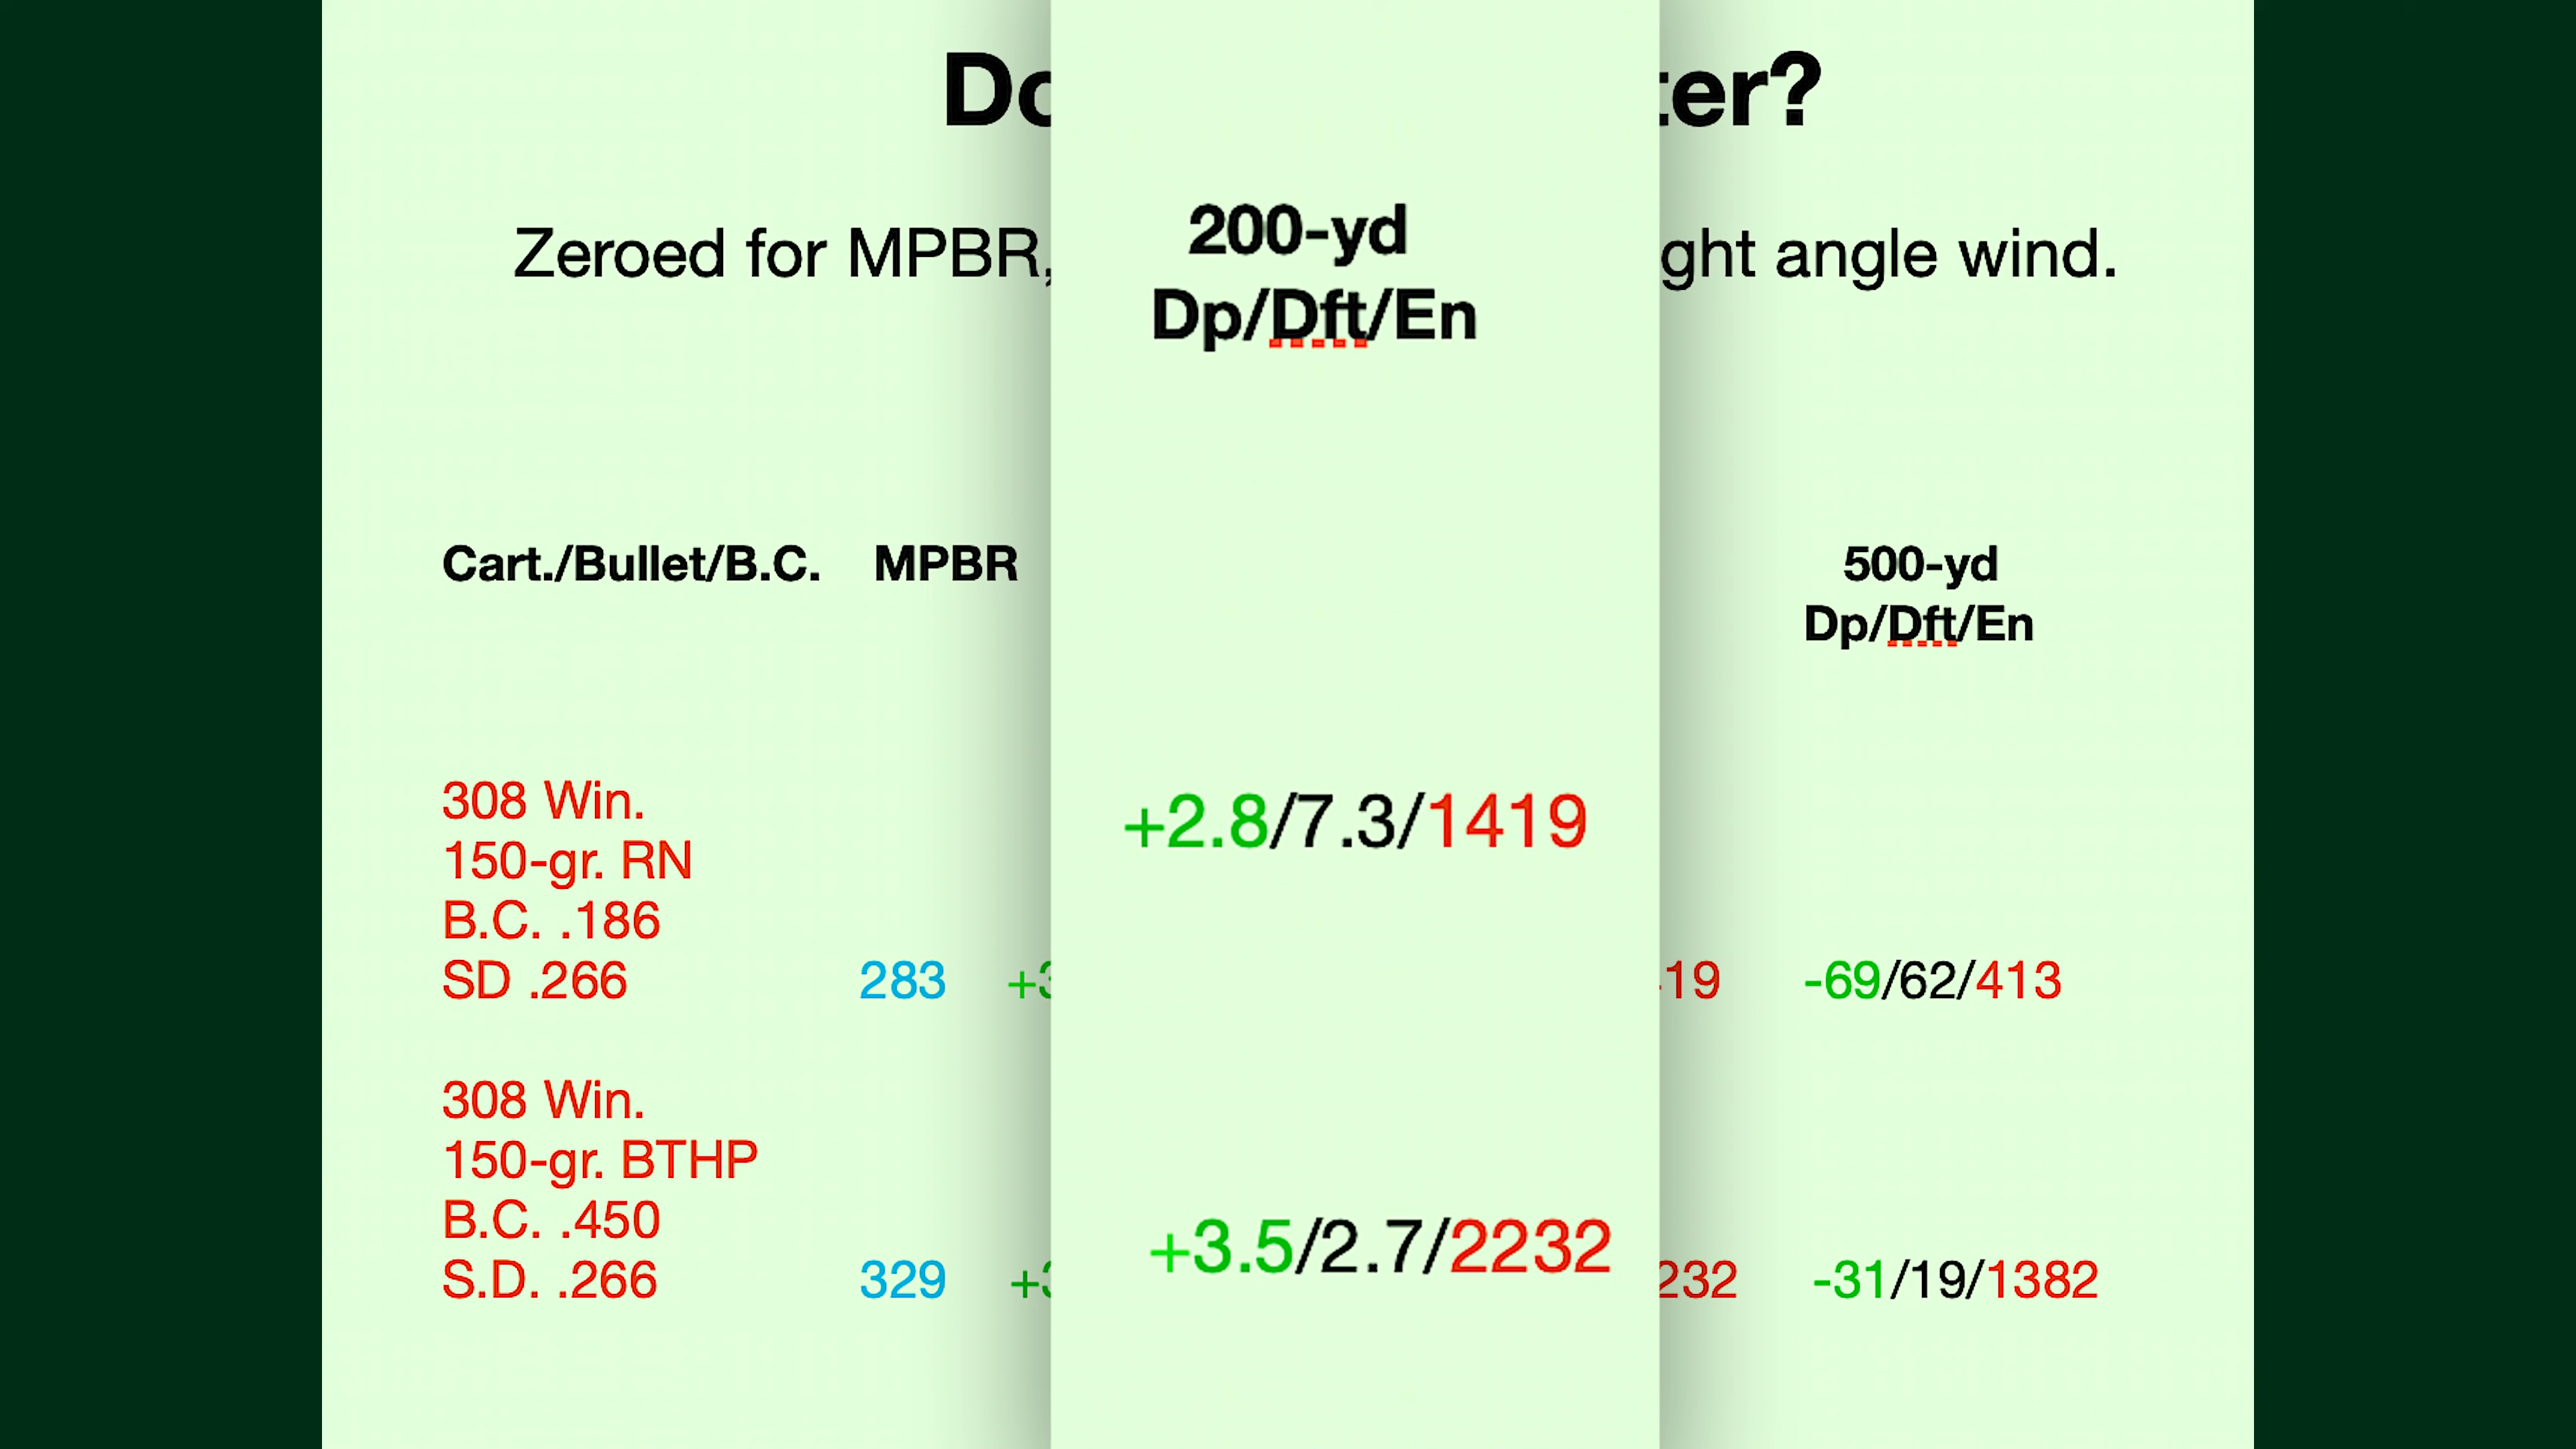 ter?
Zeroed for MPBR, ght angle wind.
200-yd
Dp/Dft/En
Cart./Bullet/B.C. MPBR
500-yd
Dp/Dft/En
308 Win.
150-gr. RN
B.C. .186
SD .266 283 19 -69/62/413
+2.8/7.3/1419
308 Win.
150-gr. BTHP
B.C. .450
S.D. .266 329 232 -31/19/1382
+3.5/2.7/2232